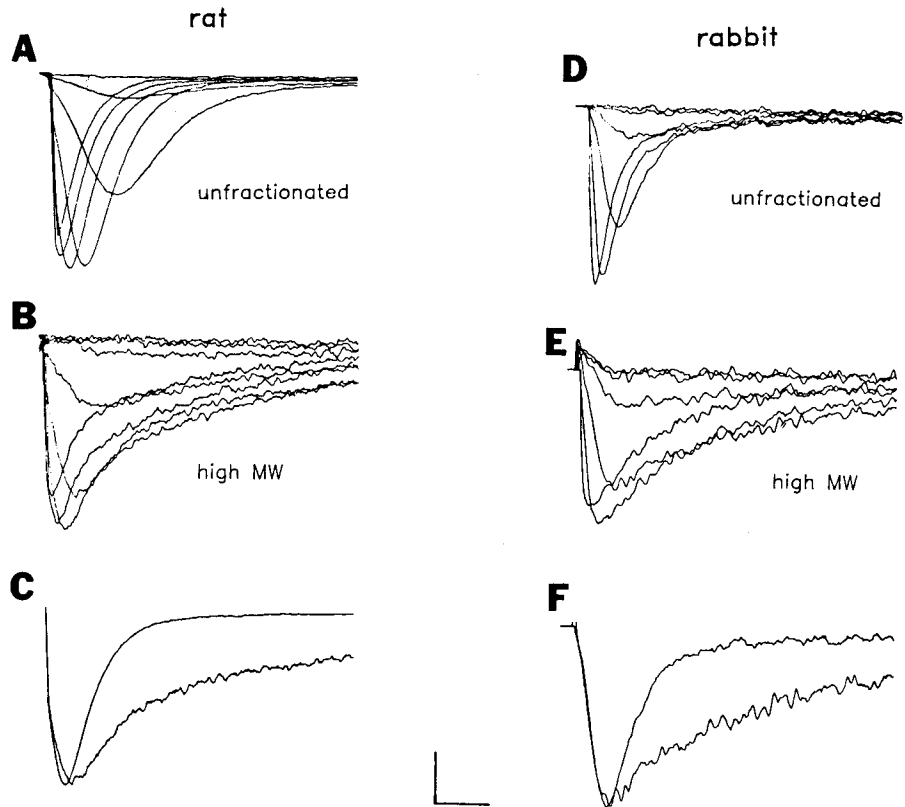 rat
A
unfractionated
B
high MW
C
rabbit
D
unfractionated
E
high MW
F